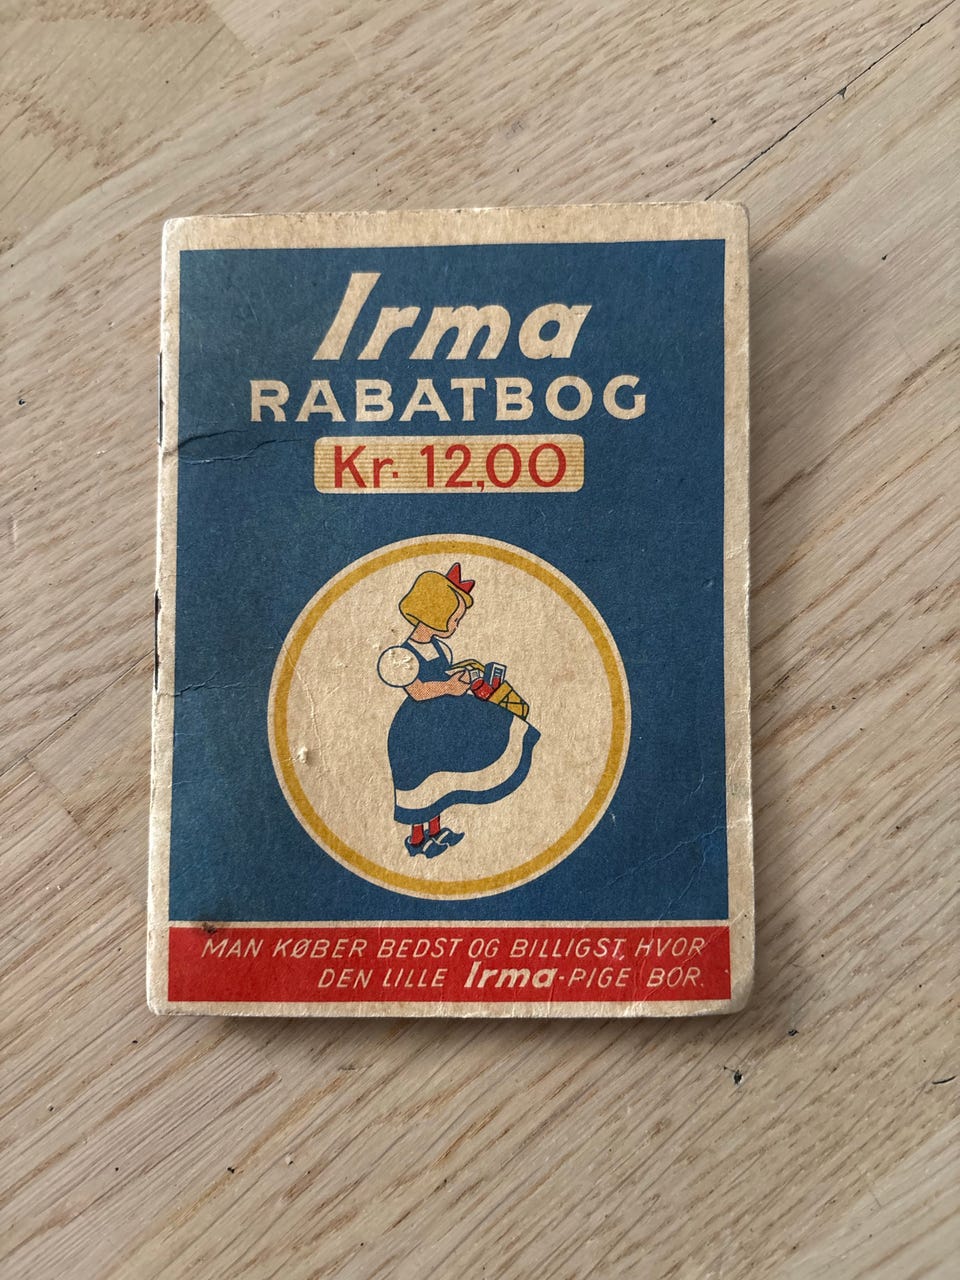 Irma
RABATBOG
Kr. 12,00
MAN KØBER BEDST OG BILLIGST, HVOR
DEN LILLE Irma-PIGE BOR.